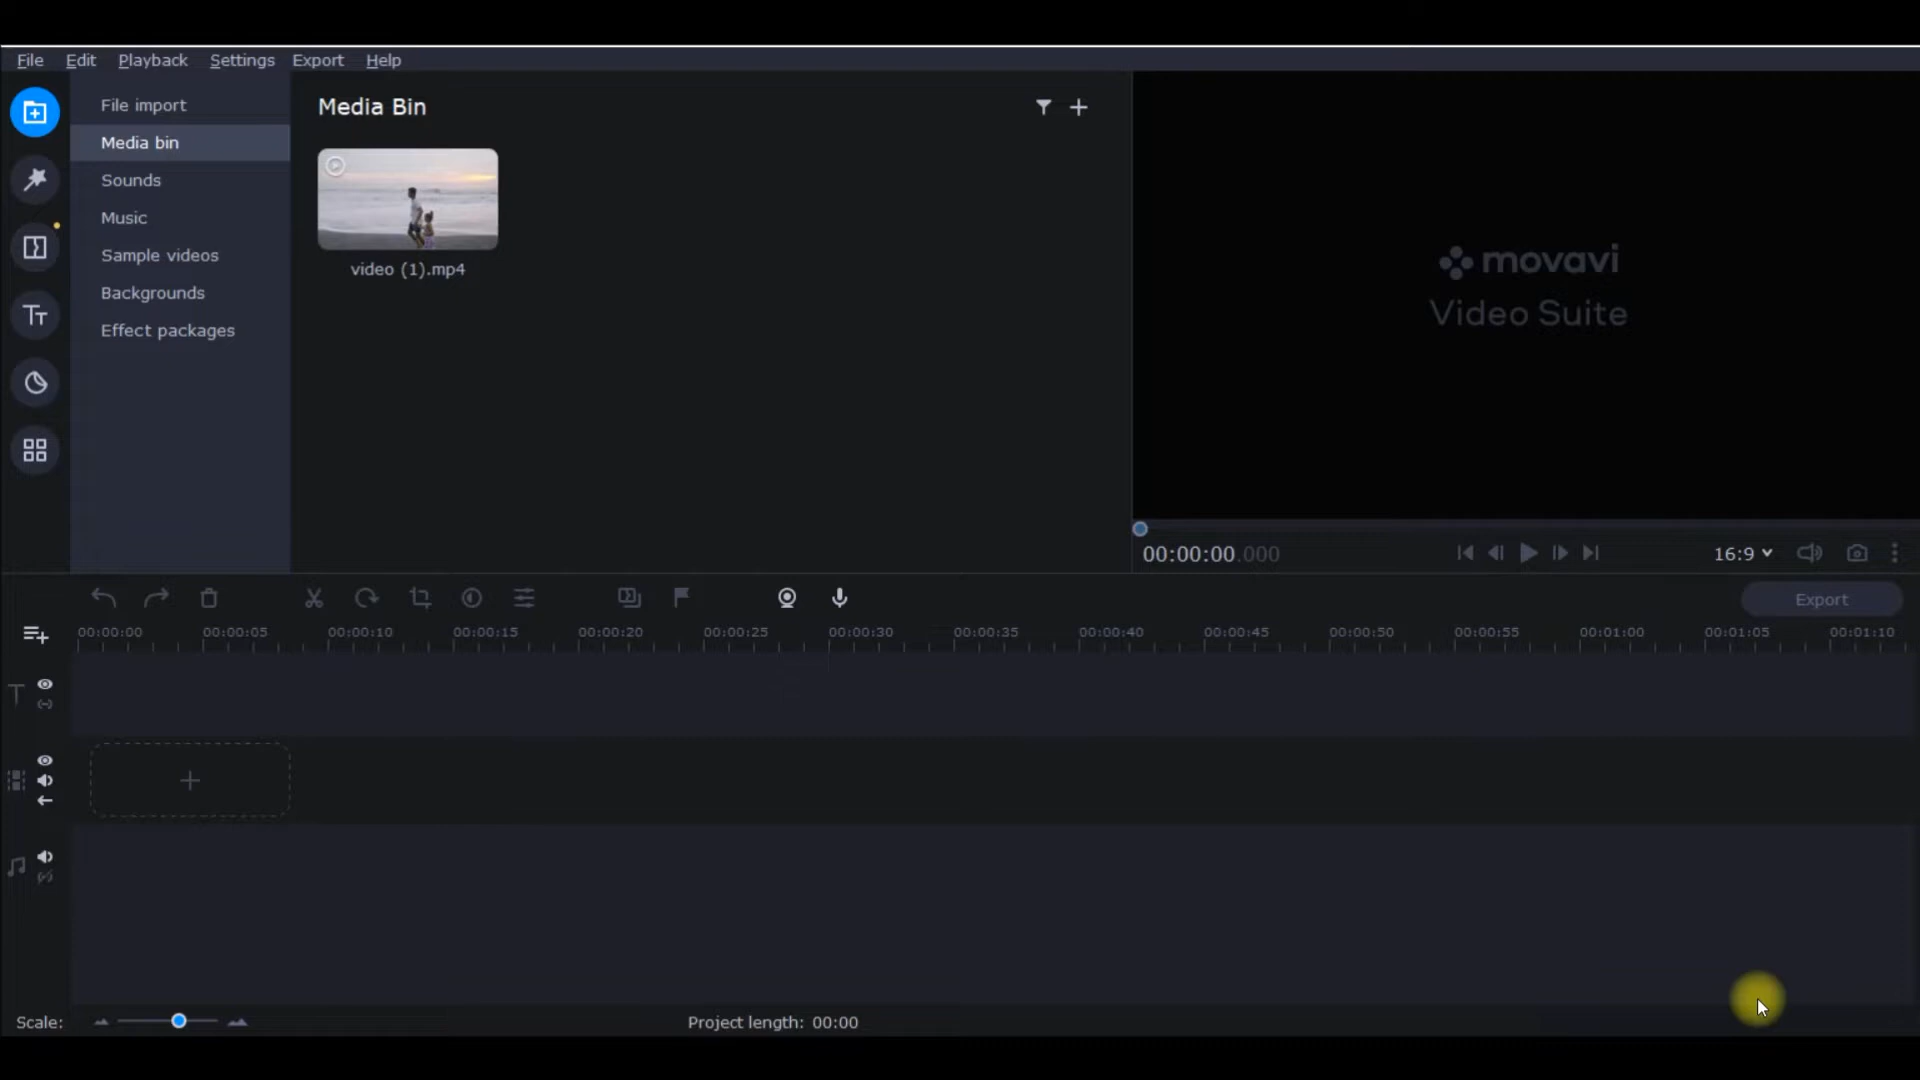 File Edit Playback Settings Export Help
File import
Media bin
Sounds
Music
Sample videos
Backgrounds
Effect packages
Media Bin
video (1).mp4
movavi
Video Suite
00:00:00.000
16:9
Export
00:00:00 00:00:05 00:00:10 00:00:15 00:00:20 00:00:25 00:00:30 00:00:35 00:00:40 00:00:45 00:00:50 00:00:55 00:01:00 00:01:05 00:01:10
Scale:
Project length: 00:00